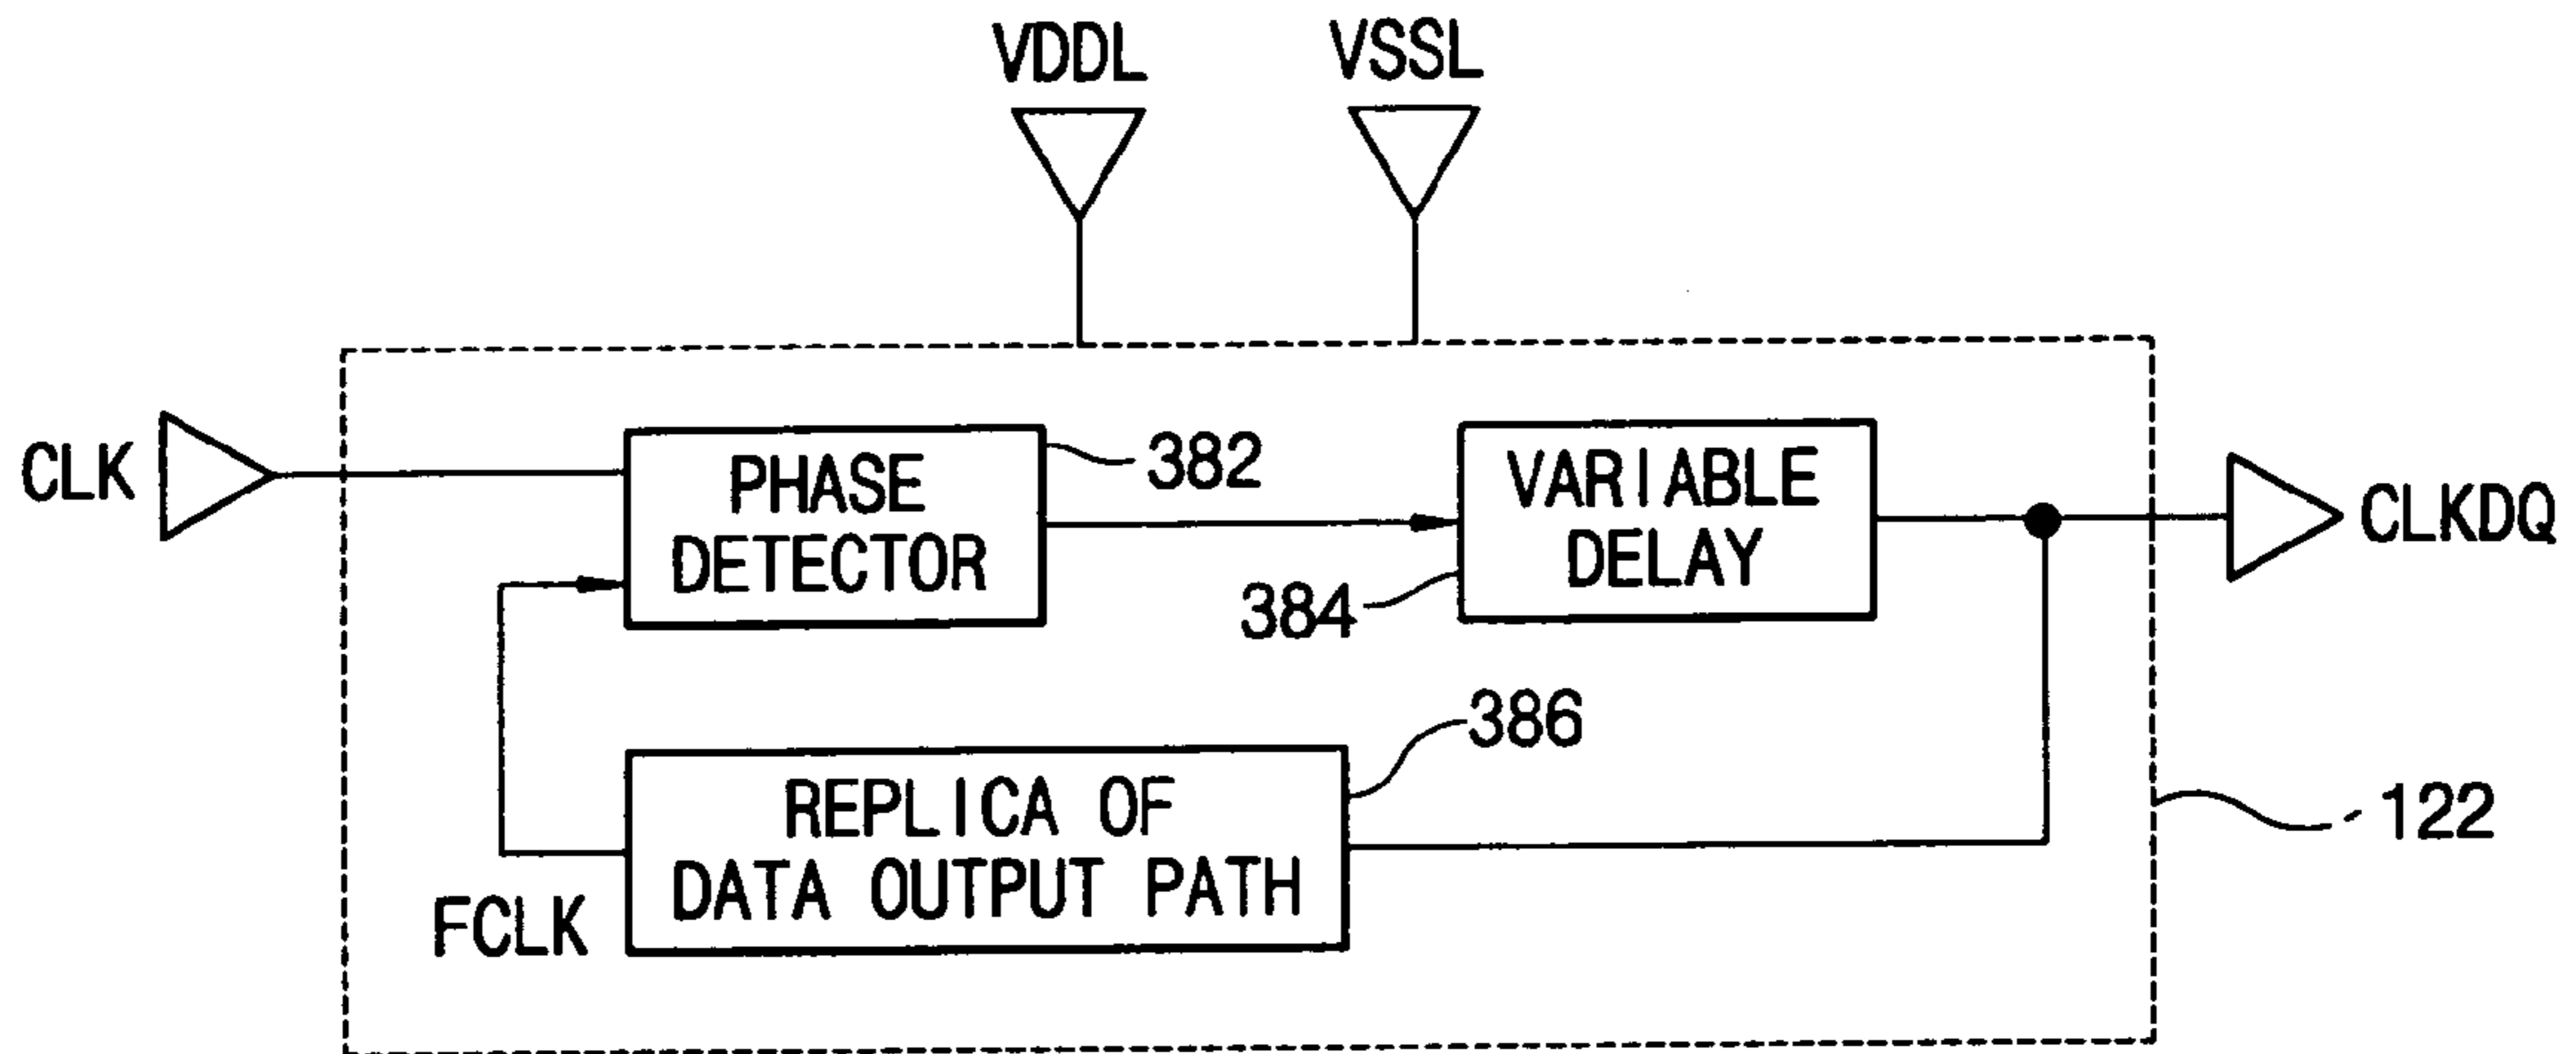 VDDL
VSSL
CLK
PHASE
DETECTOR
382
VARIABLE
DELAY
384
CLKDQ
386
REPLICA OF
DATA OUTPUT PATH
FCLK
122